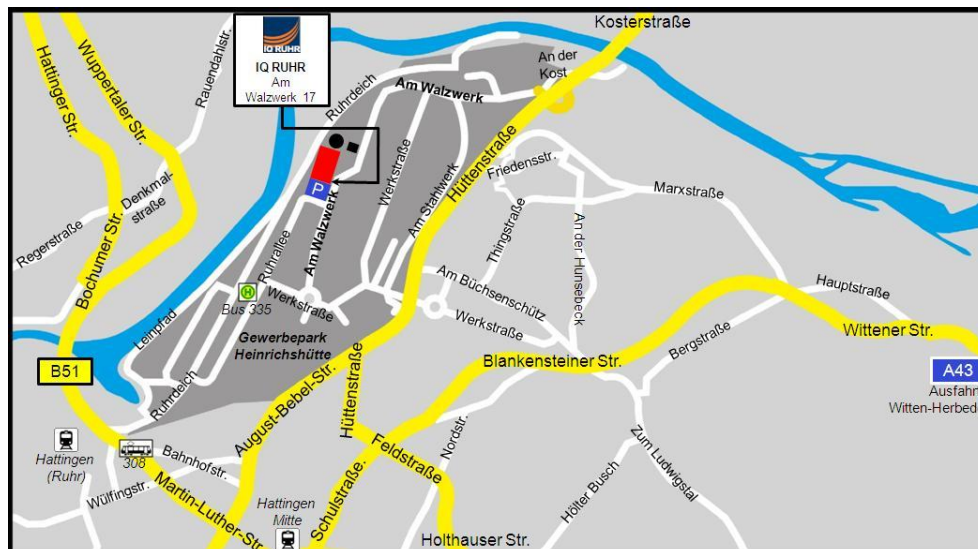 IQ RUHR
IQ RUHR
Am
Walzwerk 17
Kosterstraße
Hattinger Str.
Wuppertaler Str.
Rauendahlstr.
Ruhrdeich
An der
Kost
Am Walzwerk
Hüttenstraße
Werkstraße
Am Stahlwerk
Friedensstr.
Marxstraße
Denkmal-
straße
Regerstraße
P
Am Walzwerk
Thingstraße
An der Hunsebeck
Bochumer Str.
Ruhrallee
Am Büchsenschütz
Hauptstraße
H
Bus 335
Werkstraße
Werkstraße
Leinpfad
Gewerbepark
Heinrichshütte
Bergstraße
Wittener Str.
Blankensteiner Str.
B51
A43
Ausfahr
Witten-Herbed
Ruhrdeich
August-Bebel-Str.
Hüttenstraße
Nordstr.
Feldstraße
Zum Ludwigstal
Hattingen
(Ruhr)
308
Bahnhofstr.
Wülfingstr.
Martin-Luther-Str
Hattingen
Mitte
Schulstraße.
Hölter Busch
Holthauser Str.